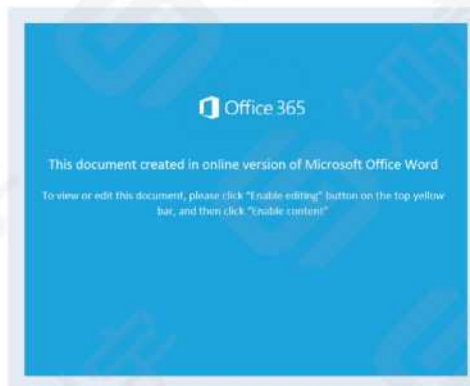 Office 365
This document created in online version of Microsoft Office Word
To view or edit this document, please click "Enable editing" button on the top yellow
bar, and then click "Enable content"